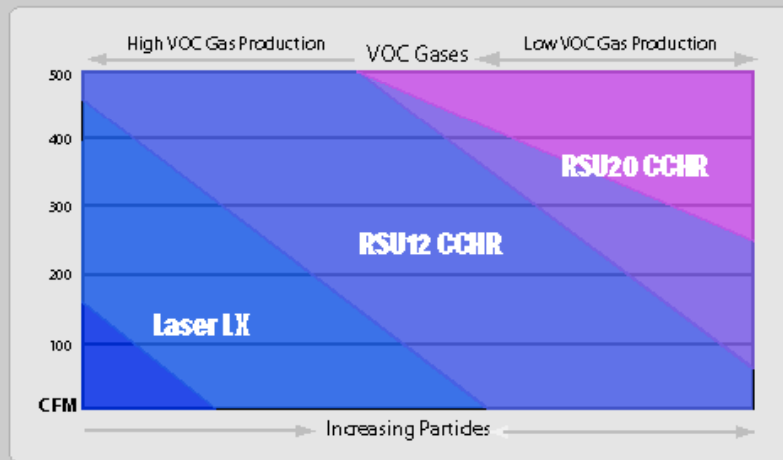 High VOC Gas Production
VOC Gases
Low VOC Gas Production
500
400
300
200
100
CFM
RSU20 CCHR
RSU12 CCHR
Laser LX
Increasing Particles